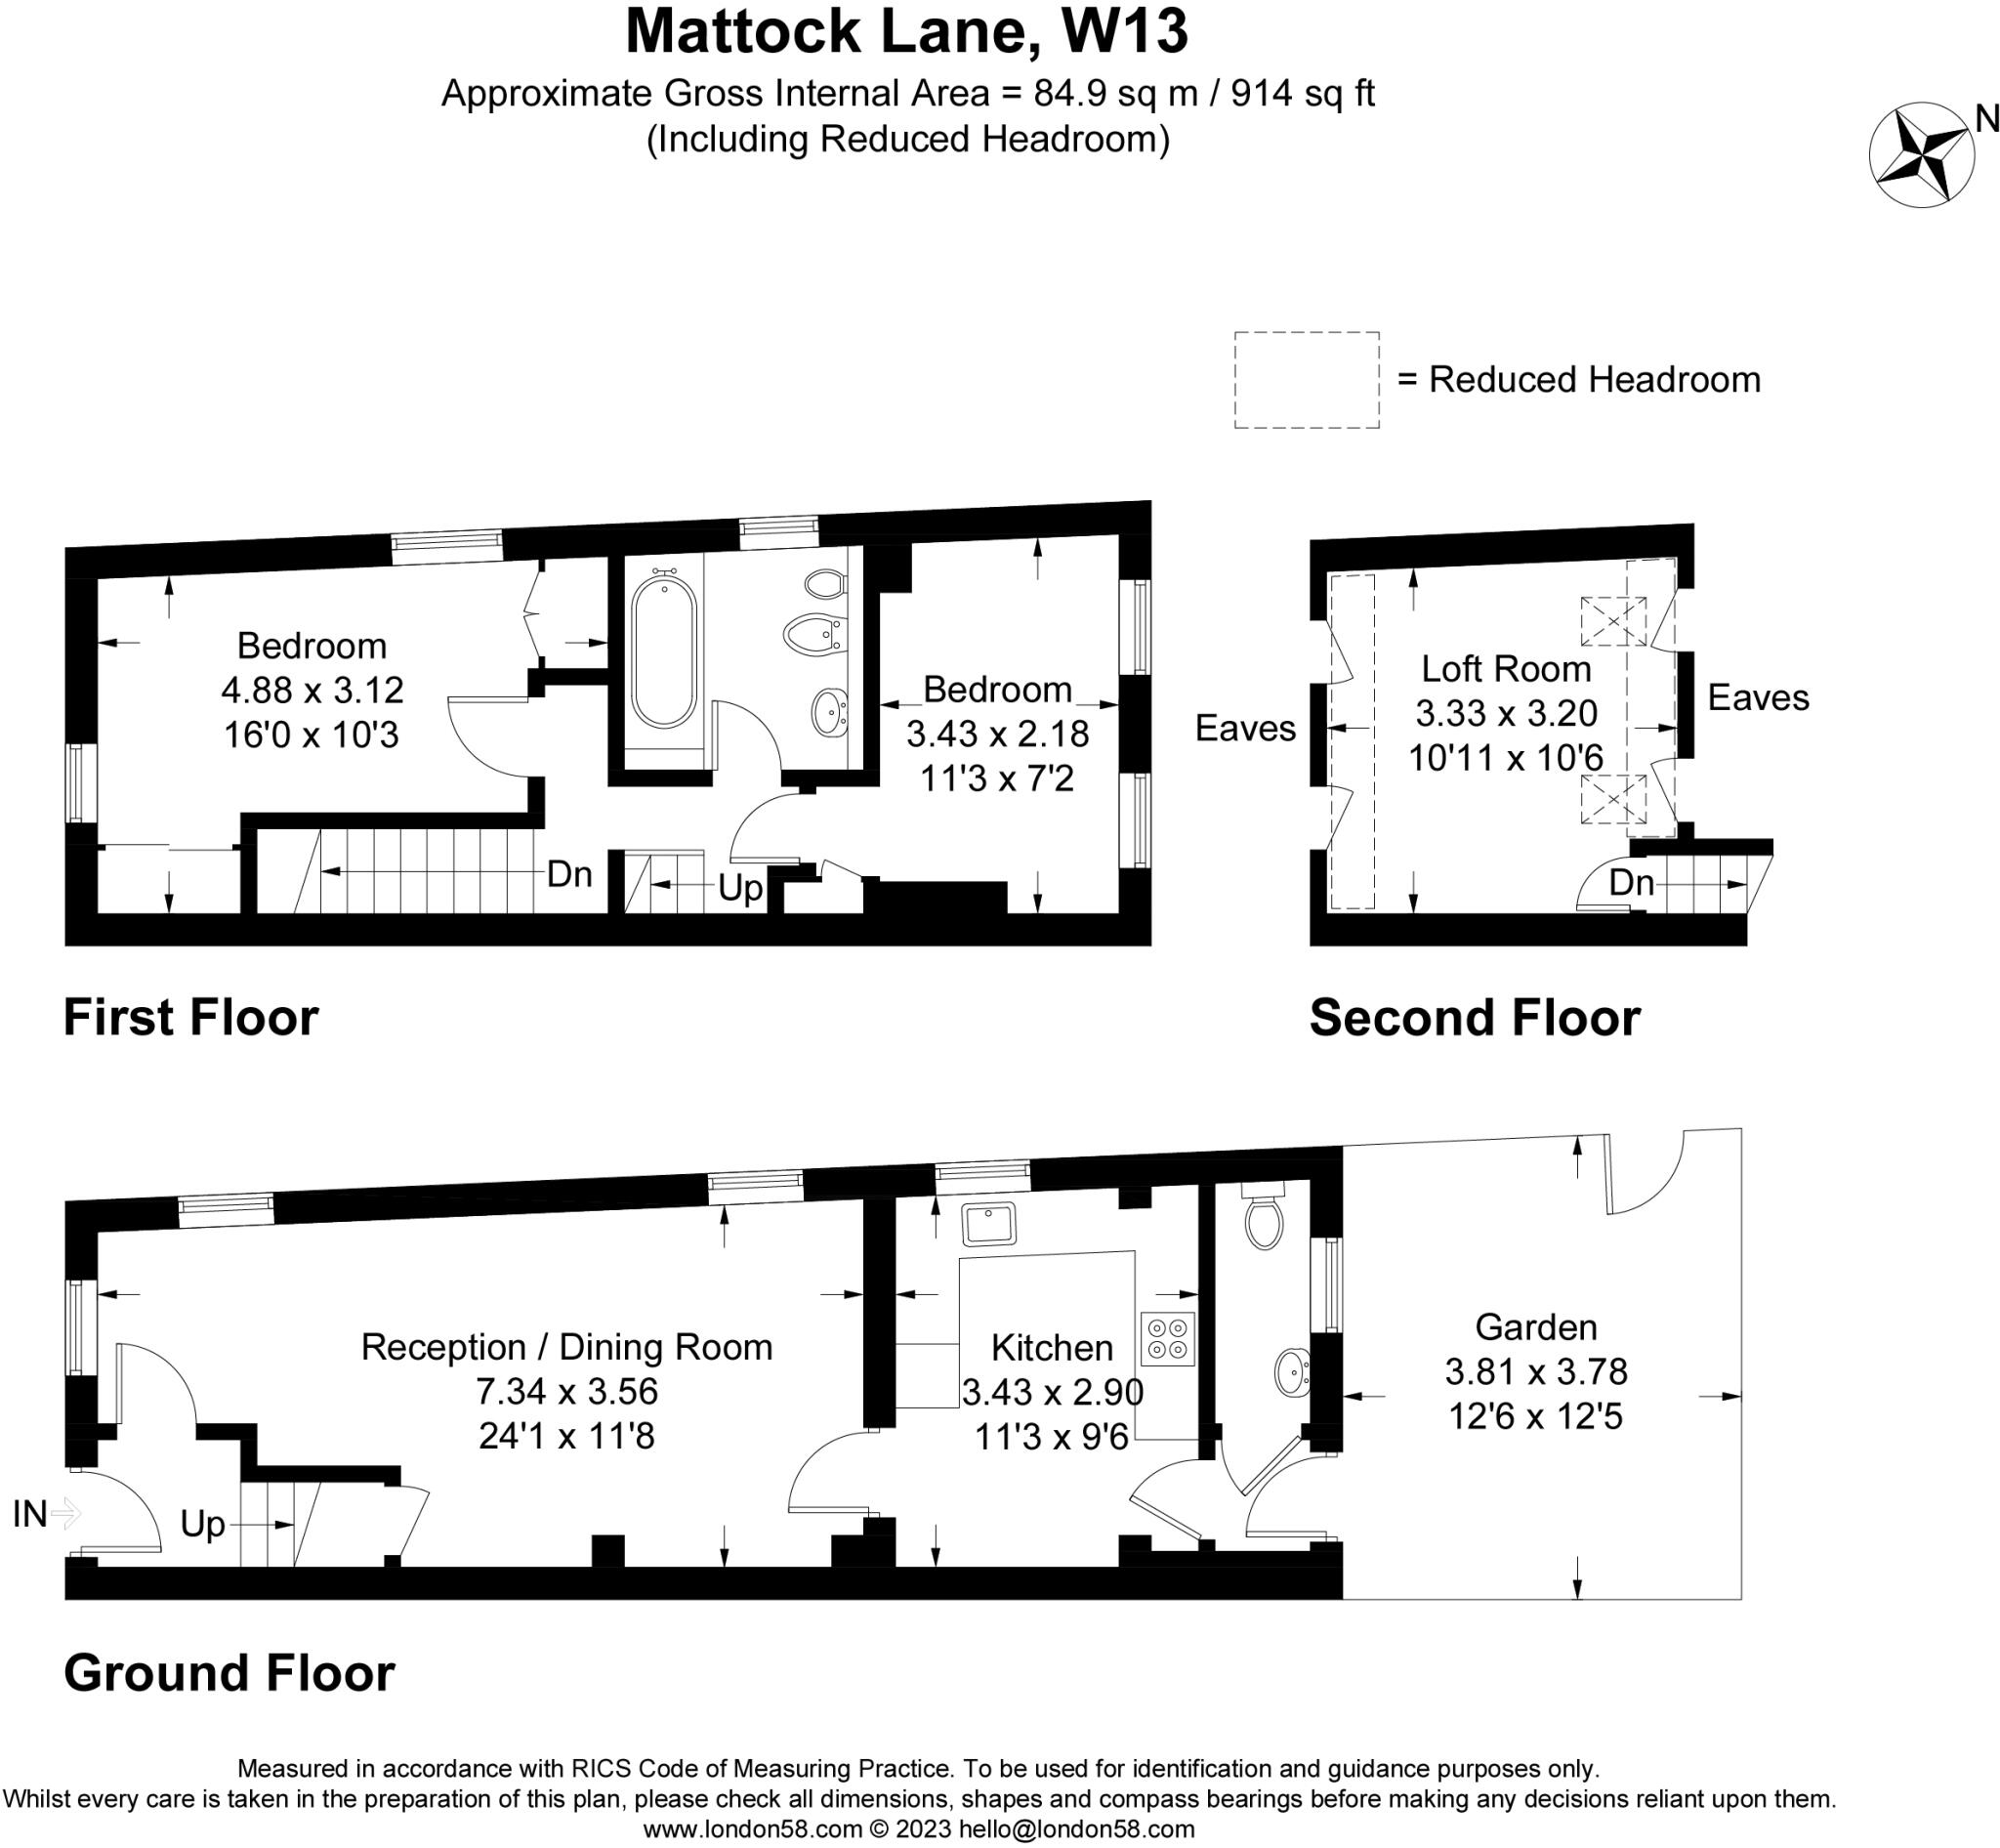 Mattock Lane, W13
Approximate Gross Internal Area = 84.9 sq m / 914 sq ft
(Including Reduced Headroom)
N
= Reduced Headroom
Bedroom
4.88 x 3.12
16'0 x 10'3
Bedroom
3.43 x 2.18
11'3 x 7'2
Dn
Up
First Floor
Eaves
Loft Room
3.33 x 3.20
10'11 x 10'6
Eaves
Dn
Second Floor
Reception / Dining Room
7.34 x 3.56
24'1 x 11'8
Kitchen
3.43 x 2.90
11'3 x 9'6
Garden
3.81 x 3.78
12'6 x 12'5
IN
Up
Ground Floor
Measured in accordance with RICS Code of Measuring Practice. To be used for identification and guidance purposes only.
Whilst every care is taken in the preparation of this plan, please check all dimensions, shapes and compass bearings before making any decisions reliant upon them.
www.london58.com © 2023 hello@london58.com